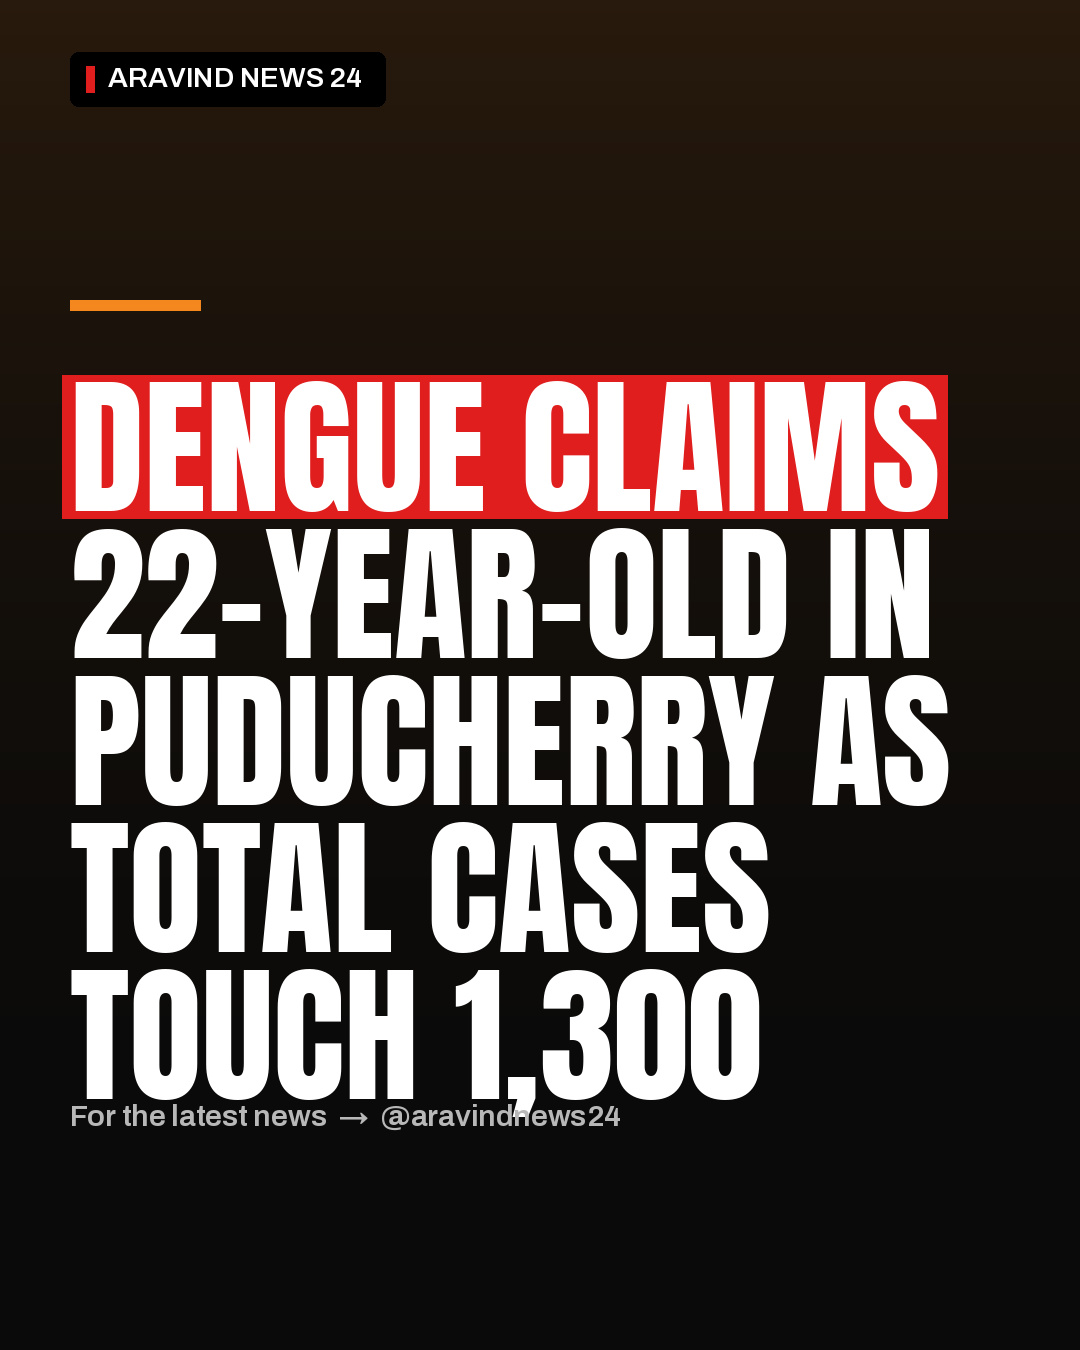 ARAVIND NEWS 24
DENGUE CLAIMS
22-YEAR-OLD IN
PUDUCHERRY AS
TOTAL CASES
TOUCH 1,300
For the latest news → @aravindnews24